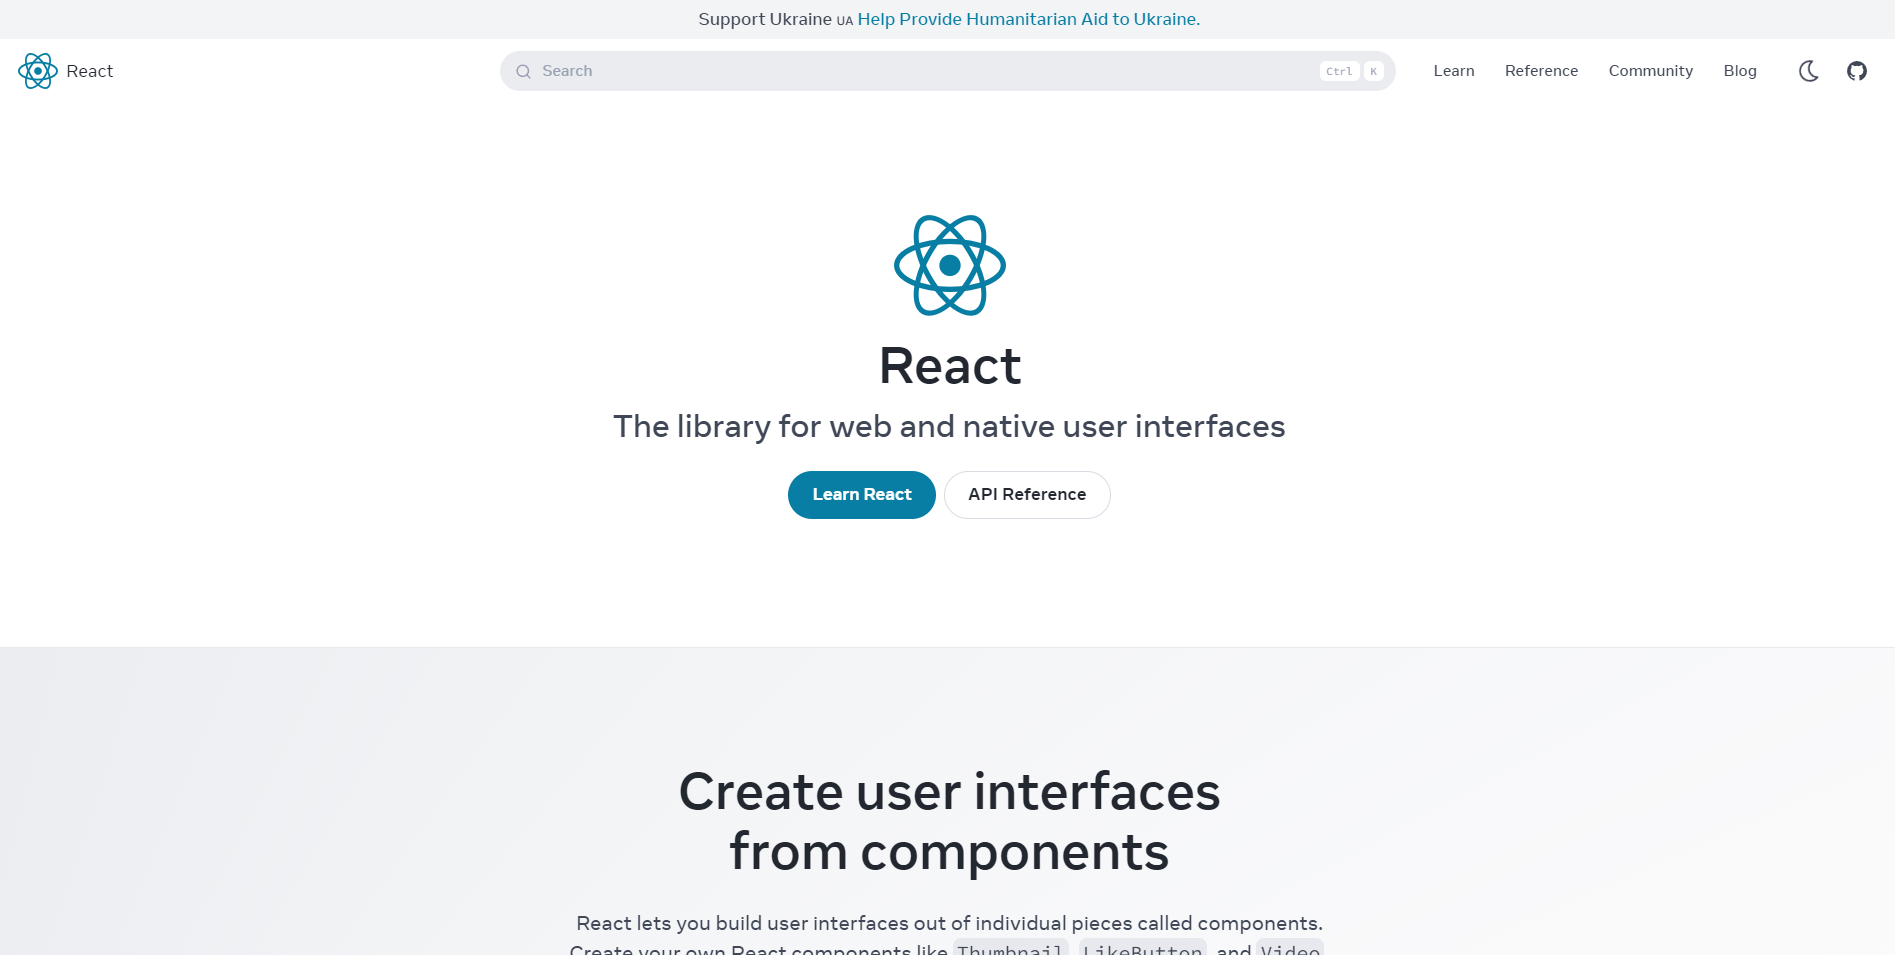 Support Ukraine UA Help Provide Humanitarian Aid to Ukraine.
React
Search
Ctrl K
Learn
Reference
Community
Blog
React
The library for web and native user interfaces
Learn React
API Reference
Create user interfaces
from components
React lets you build user interfaces out of individual pieces called components.
Create your own React components like Thumbnail, LikeButton, and Video